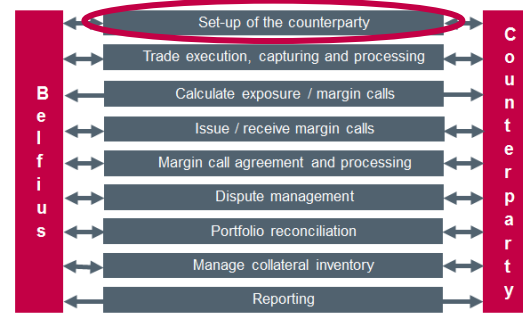 Belfius
Set-up of the counterparty
Trade execution, capturing and processing
Calculate exposure / margin calls
Issue / receive margin calls
Margin call agreement and processing
Dispute management
Portfolio reconciliation
Manage collateral inventory
Reporting
Counterparty